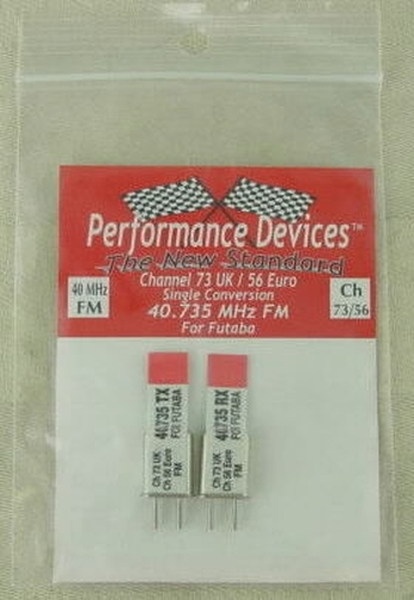 Performance Devices™
The New Standard
Channel 73 UK / 56 Euro
Single Conversion
40.735 MHz FM
For Futaba
40 MHz
FM
Ch
73/56
40.735 TX
FOR FUTABA
Ch 73 UK
Ch 56 Euro
FM
40.735 RX
FOR FUTABA
Ch 73 UK
Ch 56 Euro
FM